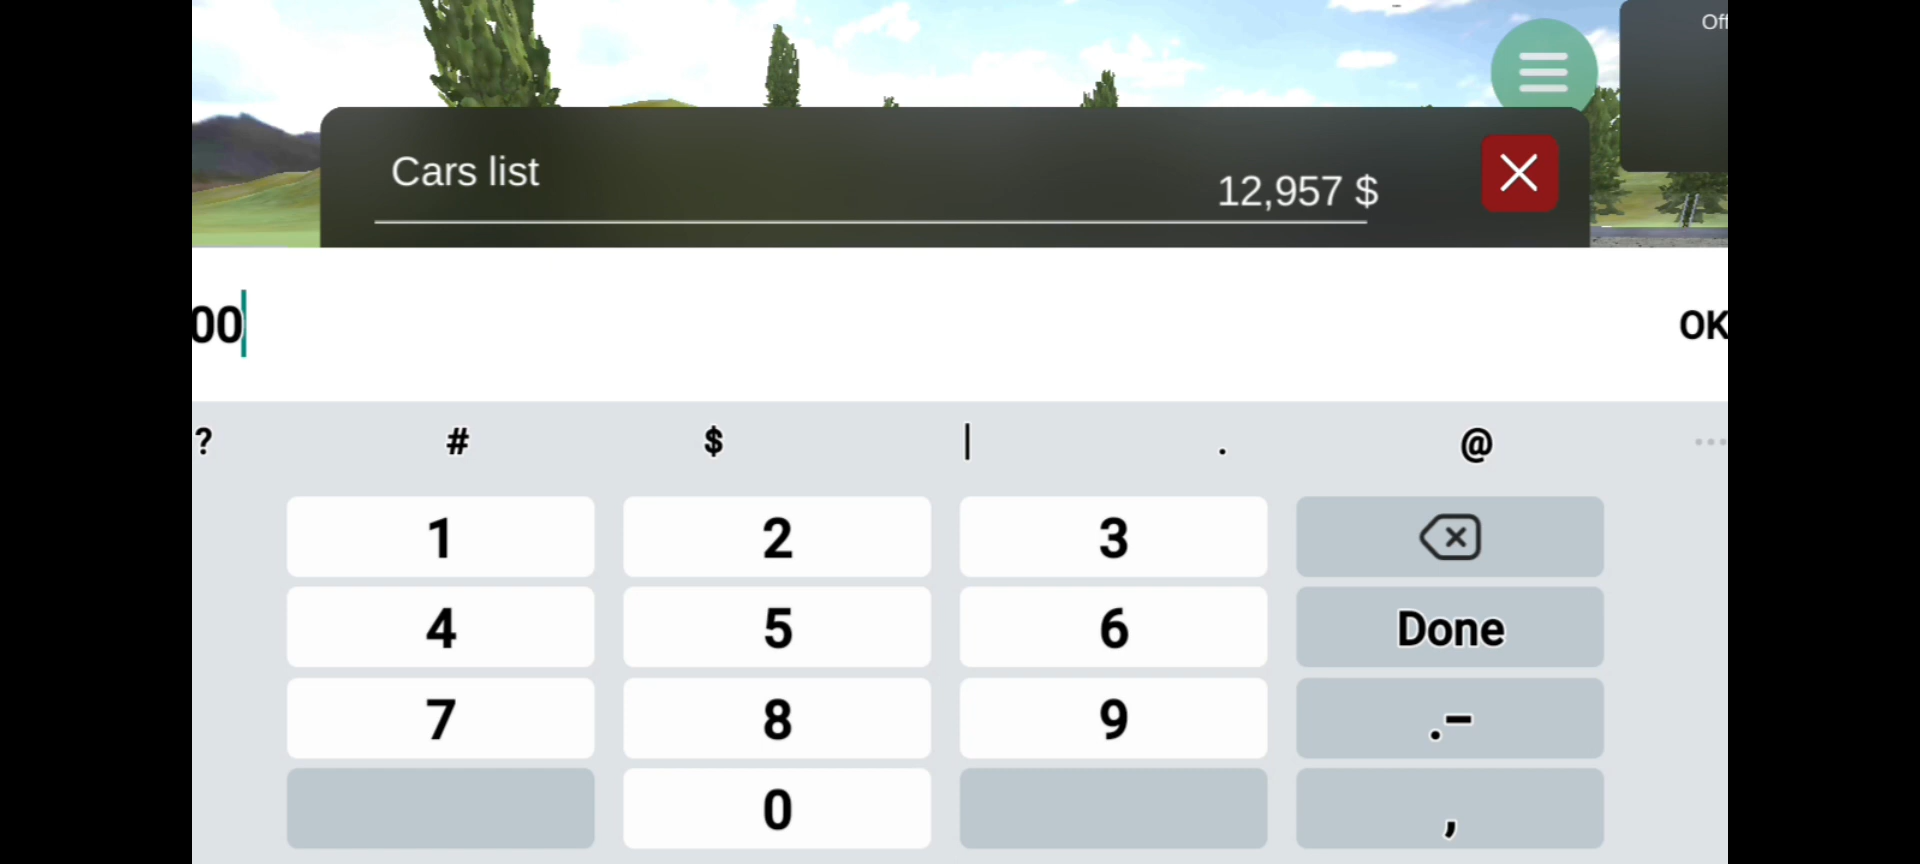 Off
Cars list
12,957 $
00
OK
? # $ | . @ ...
1 2 3
4 5 6 Done
7 8 9 .-
0 ,